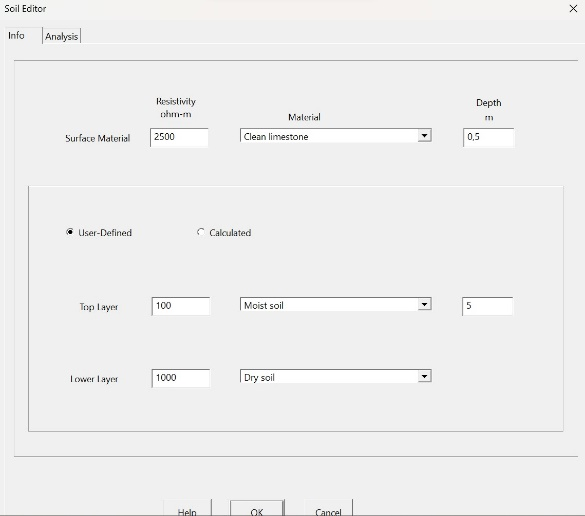 Soil Editor
Info Analysis
Resistivity Depth
ohm-m Material m
Surface Material 2500 Clean limestone 0,5
User-Defined Calculated
Top Layer 100 Moist soil 5
Lower Layer 1000 Dry soil
Help OK Cancel